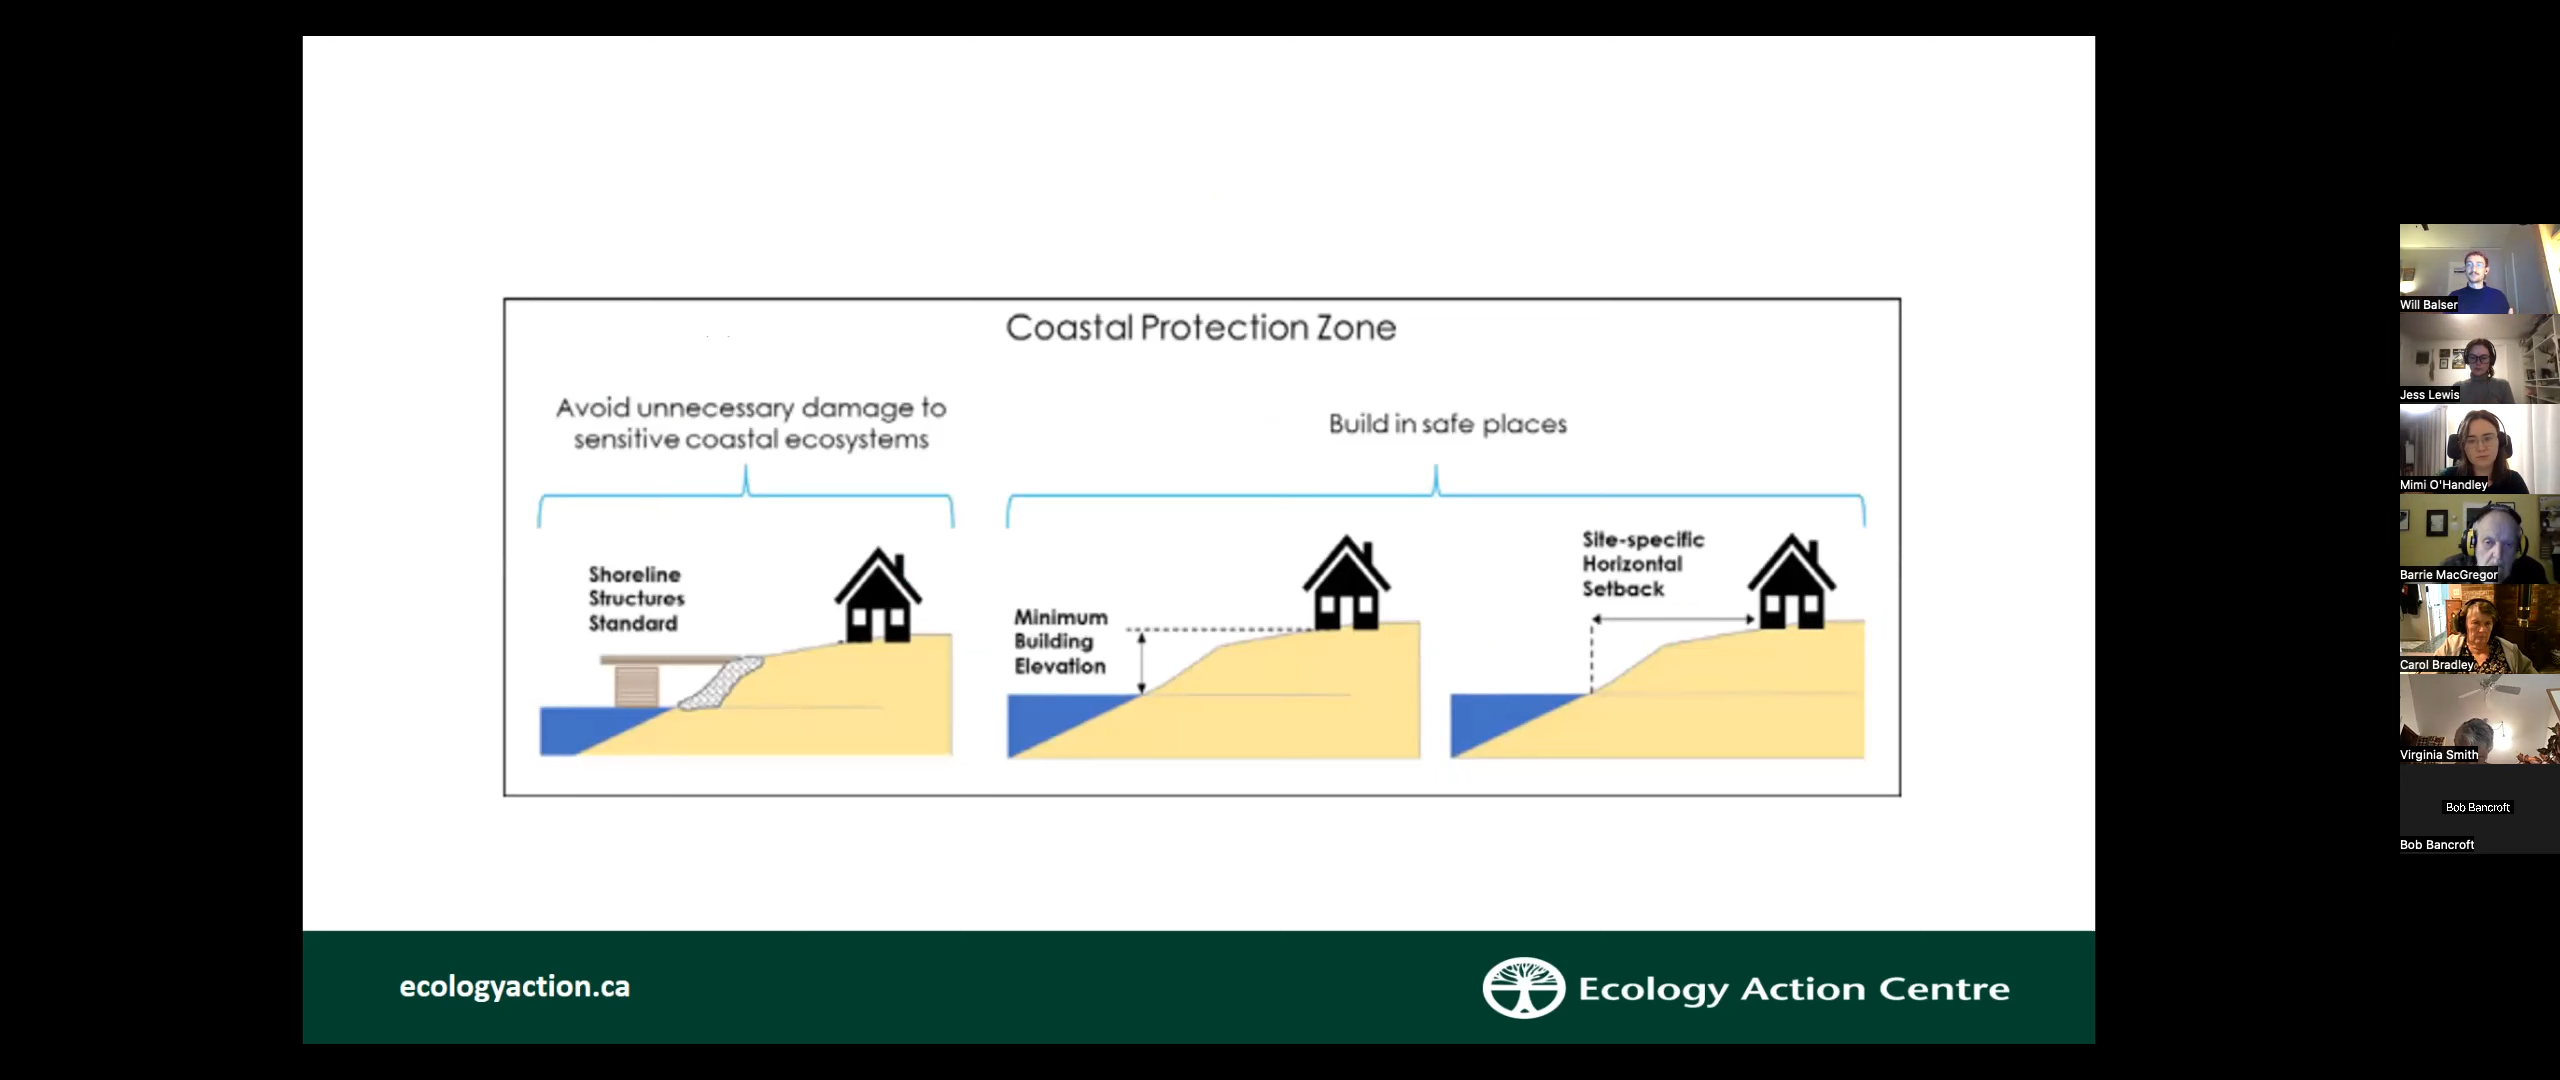 Coastal Protection Zone
Avoid unnecessary damage to
sensitive coastal ecosystems
Build in safe places
Shoreline
Structures
Standard
Minimum
Building
Elevation
Site-specific
Horizontal
Setback
ecologyaction.ca
Ecology Action Centre
Will Balser
Jess Lewis
Mimi O'Handley
Barrie MacGregor
Carol Bradley
Virginia Smith
Bob Bancroft
Bob Bancroft